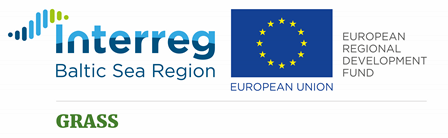 Interreg
Baltic Sea Region
EUROPEAN UNION
EUROPEAN
REGIONAL
DEVELOPMENT
FUND
GRASS